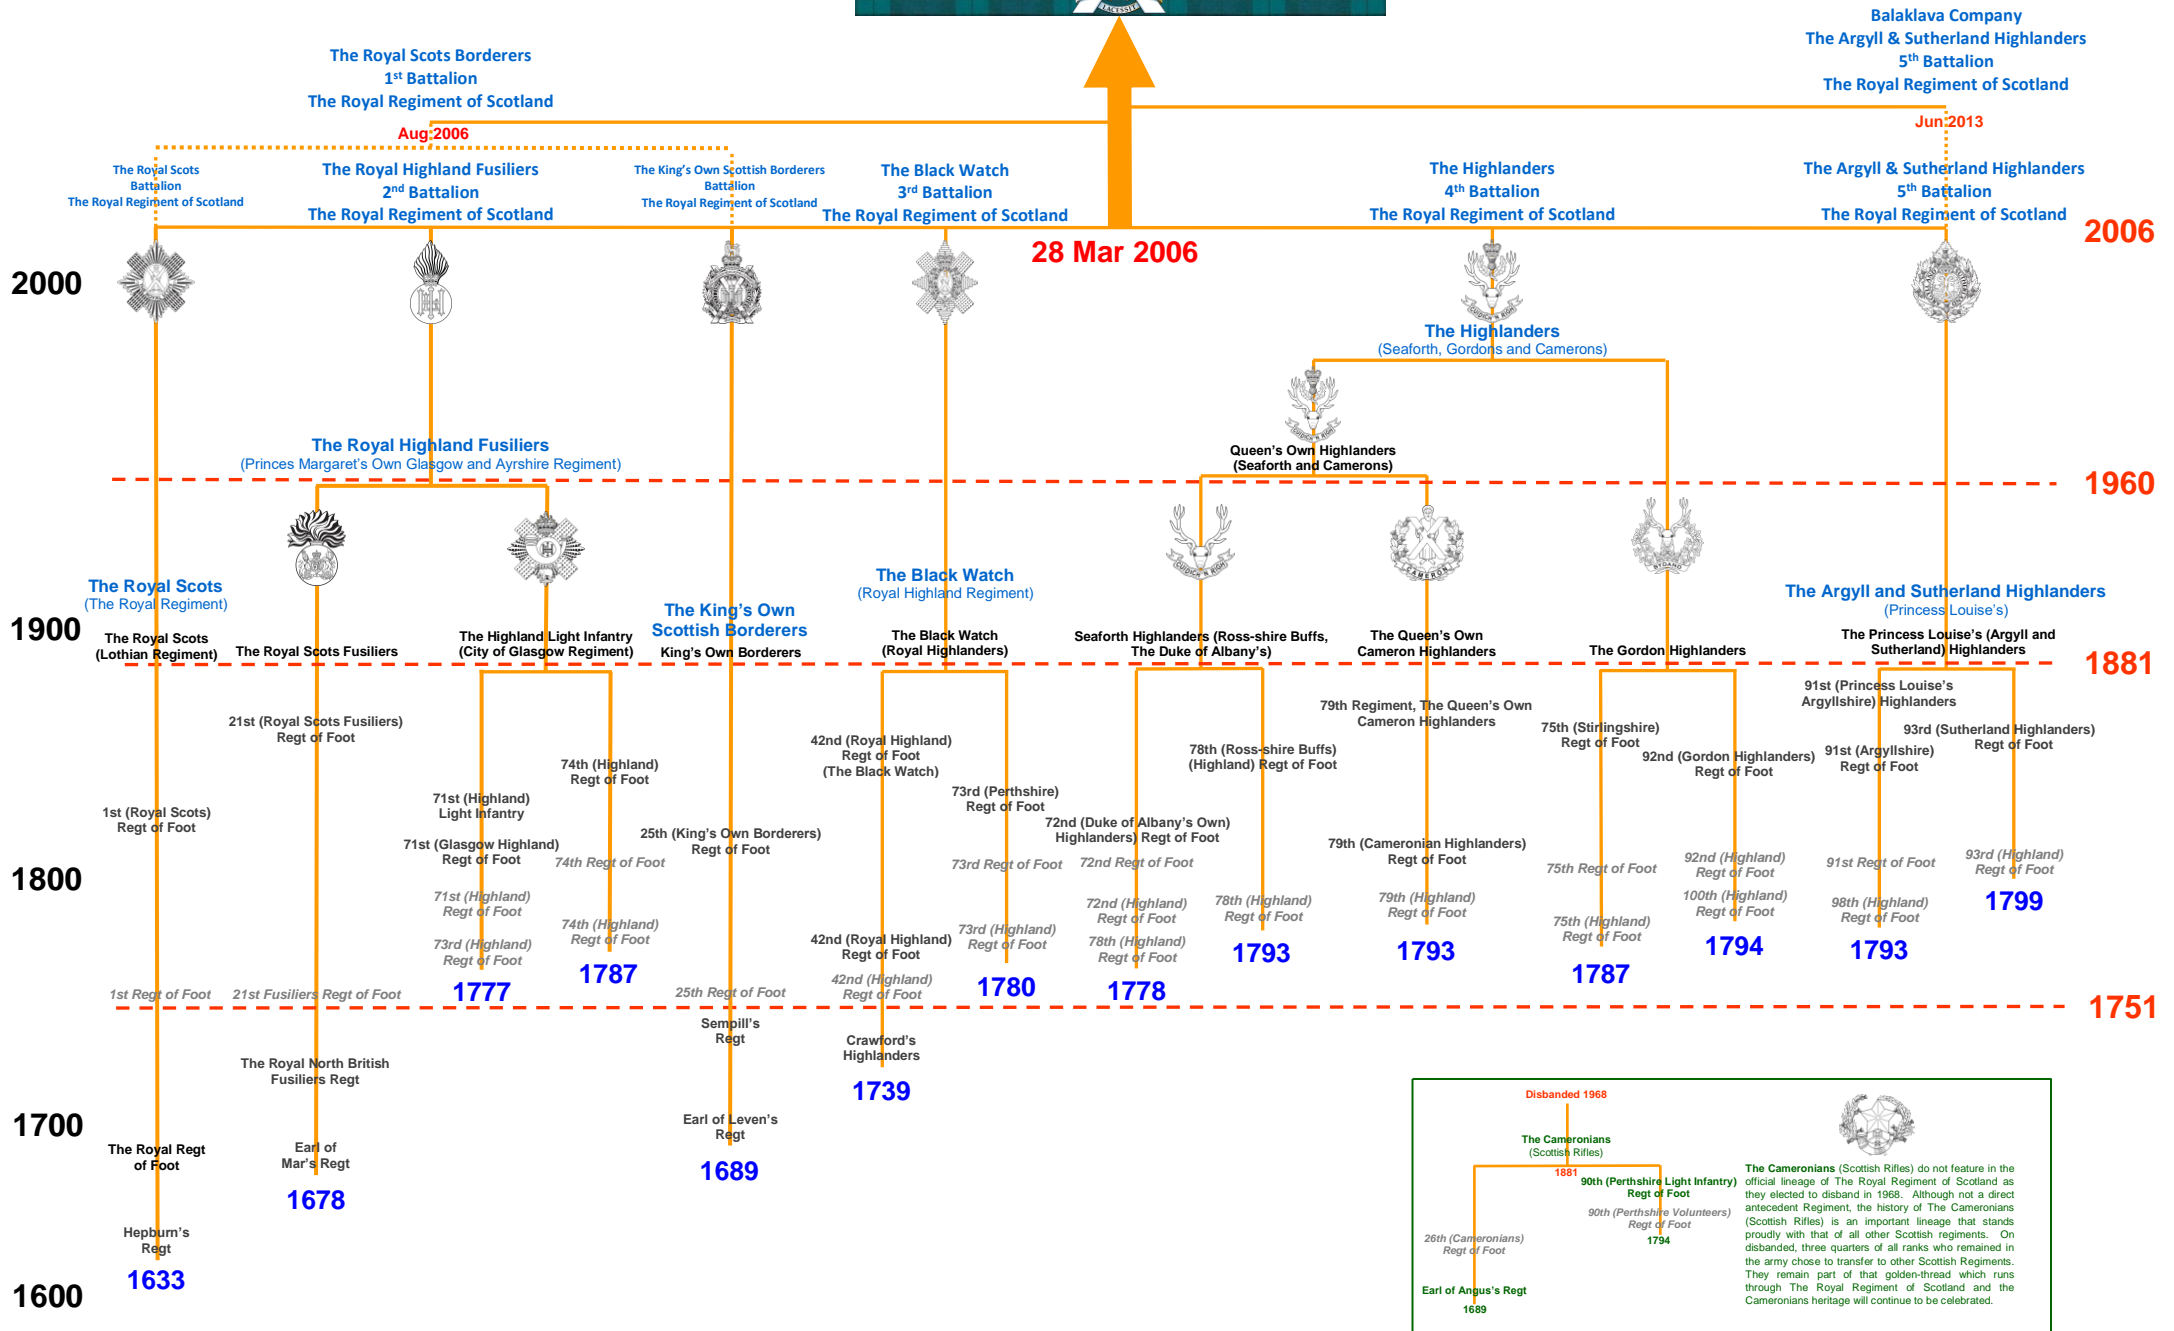 LACESSIT
Balaklava Company
The Argyll & Sutherland Highlanders
5th Battalion
The Royal Regiment of Scotland
The Royal Scots Borderers
1st Battalion
The Royal Regiment of Scotland
Aug 2006
Jun 2013
The Royal Scots
Battalion
The Royal Regiment of Scotland
The Royal Highland Fusiliers
2nd Battalion
The Royal Regiment of Scotland
The King's Own Scottish Borderers
Battalion
The Royal Regiment of Scotland
The Black Watch
3rd Battalion
The Royal Regiment of Scotland
The Highlanders
4th Battalion
The Royal Regiment of Scotland
The Argyll & Sutherland Highlanders
5th Battalion
The Royal Regiment of Scotland
28 Mar 2006
2006
2000
CUIDICH 'N RIGH
The Highlanders
(Seaforth, Gordons and Camerons)
CUIDICH 'N RIGH
Queen's Own Highlanders
(Seaforth and Camerons)
The Royal Highland Fusiliers
(Princes Margaret's Own Glasgow and Ayrshire Regiment)
1960
CUIDICH 'N RIGH
CAMERON
BYDAND
The Royal Scots
(The Royal Regiment)
The King's Own
Scottish Borderers
The Black Watch
(Royal Highland Regiment)
The Argyll and Sutherland Highlanders
(Princess Louise's)
1900
The Royal Scots
(Lothian Regiment)
The Royal Scots Fusiliers
The Highland Light Infantry
(City of Glasgow Regiment)
King's Own Borderers
The Black Watch
(Royal Highlanders)
Seaforth Highlanders (Ross-shire Buffs,
The Duke of Albany's)
The Queen's Own
Cameron Highlanders
The Gordon Highlanders
The Princess Louise's (Argyll and
Sutherland) Highlanders
1881
1st (Royal Scots)
Regt of Foot
1st Regt of Foot
The Royal Regt
of Foot
Hepburn's
Regt
1633
21st (Royal Scots Fusiliers)
Regt of Foot
21st Fusiliers Regt of Foot
The Royal North British
Fusiliers Regt
Earl of
Mar's Regt
1678
71st (Highland)
Light Infantry
71st (Glasgow Highland)
Regt of Foot
71st (Highland)
Regt of Foot
73rd (Highland)
Regt of Foot
1777
74th (Highland)
Regt of Foot
74th Regt of Foot
74th (Highland)
Regt of Foot
1787
25th (King's Own Borderers)
Regt of Foot
25th Regt of Foot
Sempill's
Regt
Earl of Leven's
Regt
1689
42nd (Royal Highland)
Regt of Foot
(The Black Watch)
42nd (Royal Highland)
Regt of Foot
42nd (Highland)
Regt of Foot
Crawford's
Highlanders
1739
73rd (Perthshire)
Regt of Foot
73rd Regt of Foot
73rd (Highland)
Regt of Foot
1780
72nd (Duke of Albany's Own)
Highlanders) Regt of Foot
72nd Regt of Foot
72nd (Highland)
Regt of Foot
78th (Highland)
Regt of Foot
1778
78th (Ross-shire Buffs)
(Highland) Regt of Foot
78th (Highland)
Regt of Foot
1793
79th Regiment, The Queen's Own
Cameron Highlanders
79th (Cameronian Highlanders)
Regt of Foot
79th (Highland)
Regt of Foot
1793
75th (Stirlingshire)
Regt of Foot
75th Regt of Foot
75th (Highland)
Regt of Foot
1787
92nd (Gordon Highlanders)
Regt of Foot
92nd (Highland)
Regt of Foot
100th (Highland)
Regt of Foot
1794
91st (Princess Louise's
Argyllshire) Highlanders
91st (Argyllshire)
Regt of Foot
91st Regt of Foot
98th (Highland)
Regt of Foot
1793
93rd (Sutherland Highlanders)
Regt of Foot
93rd (Highland)
Regt of Foot
1799
1800
1751
1700
1600
Disbanded 1968
The Cameronians
(Scottish Rifles)
1881
90th (Perthshire Light Infantry)
Regt of Foot
90th (Perthshire Volunteers)
Regt of Foot
1794
26th (Cameronians)
Regt of Foot
Earl of Angus's Regt
1689
The Cameronians (Scottish Rifles) do not feature in the
official lineage of The Royal Regiment of Scotland as
they elected to disband in 1968. Although not a direct
antecedent Regiment, the history of The Cameronians
(Scottish Rifles) is an important lineage that stands
proudly with that of all other Scottish regiments. On
disbanded, three quarters of all ranks who remained in
the army chose to transfer to other Scottish Regiments.
They remain part of that golden-thread which runs
through The Royal Regiment of Scotland and the
Cameronians heritage will continue to be celebrated.